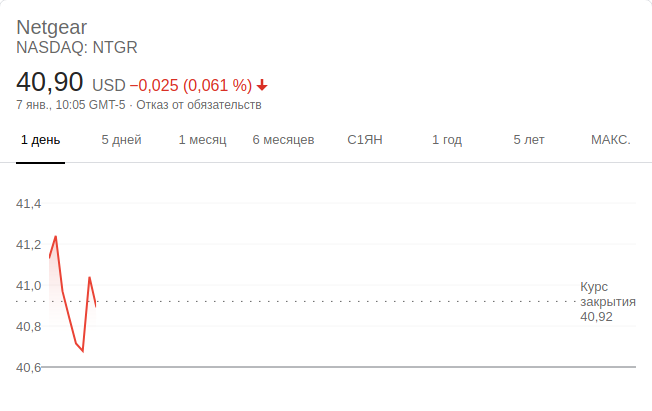 Netgear
NASDAQ: NTGR
40,90 USD −0,025 (0,061 %)
7 янв., 10:05 GMT-5 · Отказ от обязательств
1 день 5 дней 1 месяц 6 месяцев С1ЯН 1 год 5 лет МАКС.
41,4
41,2
41,0
40,8
40,6
Курс
закрытия
40,92